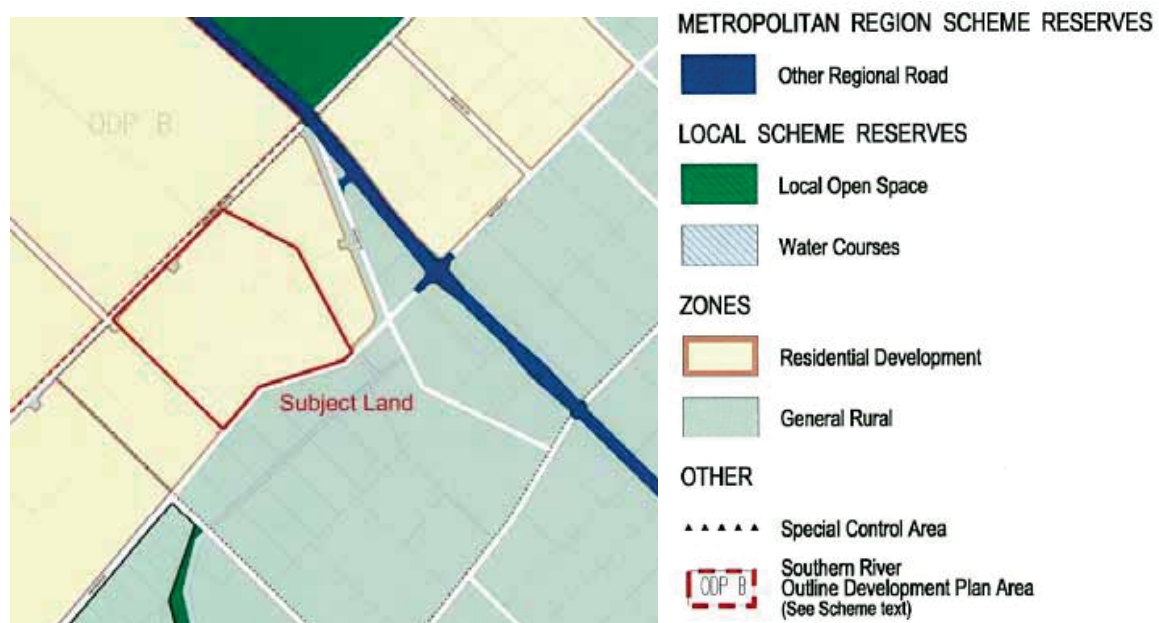 ODP B
Subject Land
METROPOLITAN REGION SCHEME RESERVES
Other Regional Road
LOCAL SCHEME RESERVES
Local Open Space
Water Courses
ZONES
Residential Development
General Rural
OTHER
Special Control Area
ODP B
Southern River
Outline Development Plan Area
(See Scheme text)